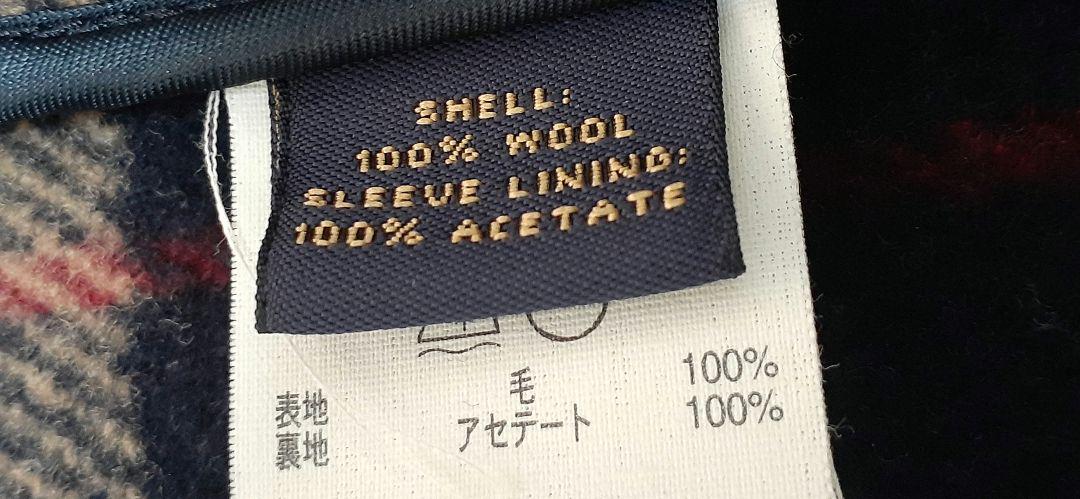 SHELL:
100% WOOL
SLEEVE LINING:
100% ACETATE
表地 毛 100%
裏地 アセテート 100%